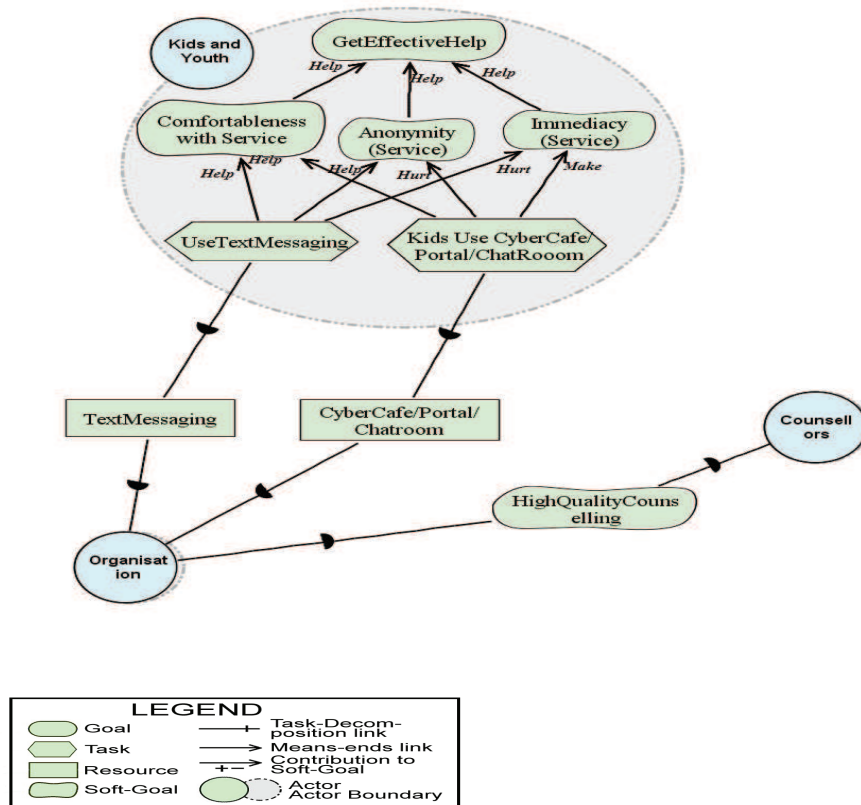 Kids and
Youth
GetEffectiveHelp
Help
Help
Help
Comfortableness
with Service
Anonymity
(Service)
Immediacy
(Service)
Help
Help
Help
Hurt
Hurt
Make
UseTextMessaging
Kids Use CyberCafe/
Portal/ChatRooom
TextMessaging
CyberCafe/Portal/
Chatroom
Counsell
ors
HighQualityCouns
elling
Organisat
ion
LEGEND
Goal
Task
Resource
Soft-Goal
Task-Decom-
position link
Means-ends link
Contribution to
Soft-Goal
+ −
Actor
Actor Boundary